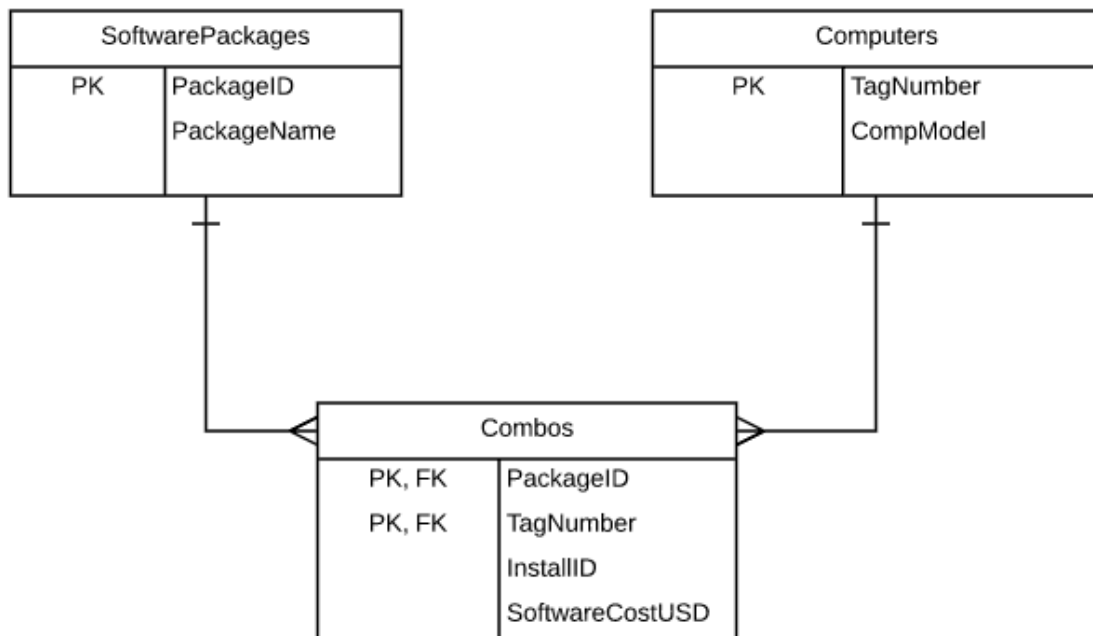 SoftwarePackages
PK PackageID
PackageName
Computers
PK TagNumber
CompModel
Combos
PK, FK PackageID
PK, FK TagNumber
InstallID
SoftwareCostUSD